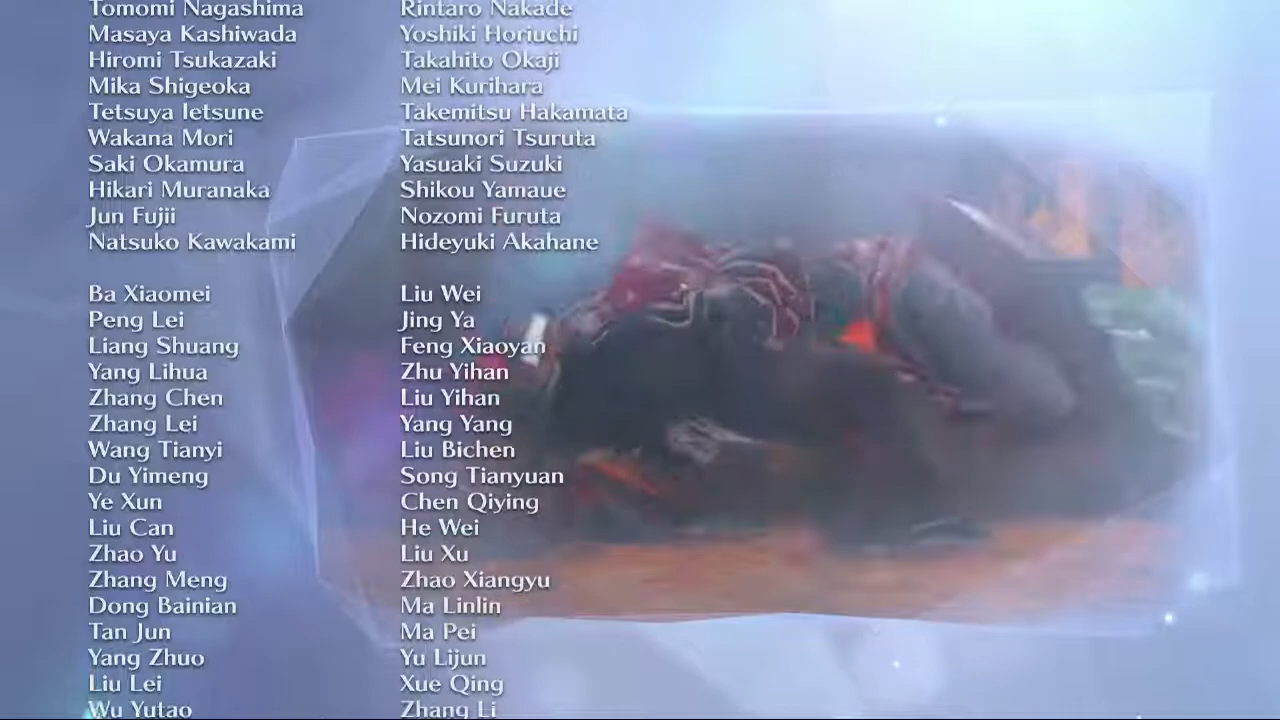 Tomomi Nagashima Rintaro Nakade
Masaya Kashiwada Yoshiki Horiuchi
Hiromi Tsukazaki Takahito Okaji
Mika Shigeoka Mei Kurihara
Tetsuya Ietsune Takemitsu Hakamata
Wakana Mori Tatsunori Tsuruta
Saki Okamura Yasuaki Suzuki
Hikari Muranaka Shikou Yamaue
Jun Fujii Nozomi Furuta
Natsuko Kawakami Hideyuki Akahane
Ba Xiaomei Liu Wei
Peng Lei Jing Ya
Liang Shuang Feng Xiaoyan
Yang Lihua Zhu Yihan
Zhang Chen Liu Yihan
Zhang Lei Yang Yang
Wang Tianyi Liu Bichen
Du Yimeng Song Tianyuan
Ye Xun Chen Qiying
Liu Can He Wei
Zhao Yu Liu Xu
Zhang Meng Zhao Xiangyu
Dong Bainian Ma Linlin
Tan Jun Ma Pei
Yang Zhuo Yu Lijun
Liu Lei Xue Qing
Wu Yutao Zhang Li